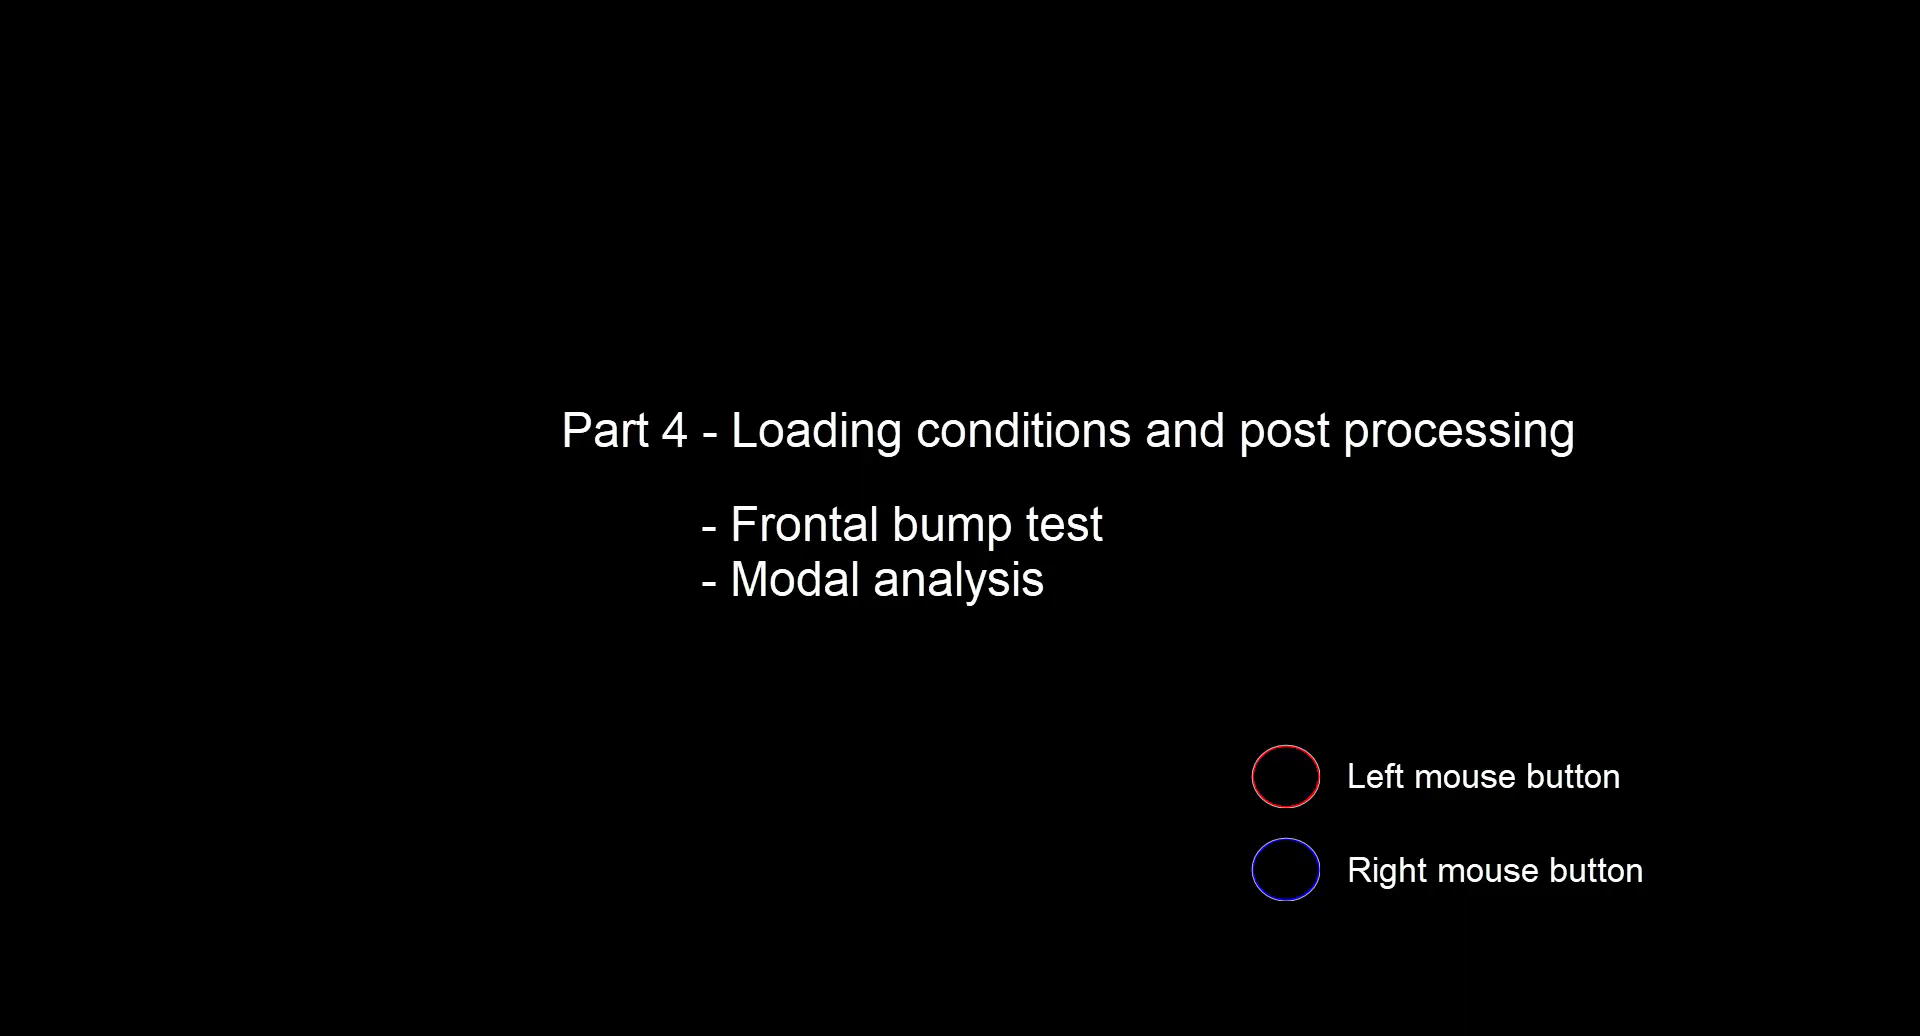 Part 4 - Loading conditions and post processing
- Frontal bump test
- Modal analysis
Left mouse button
Right mouse button